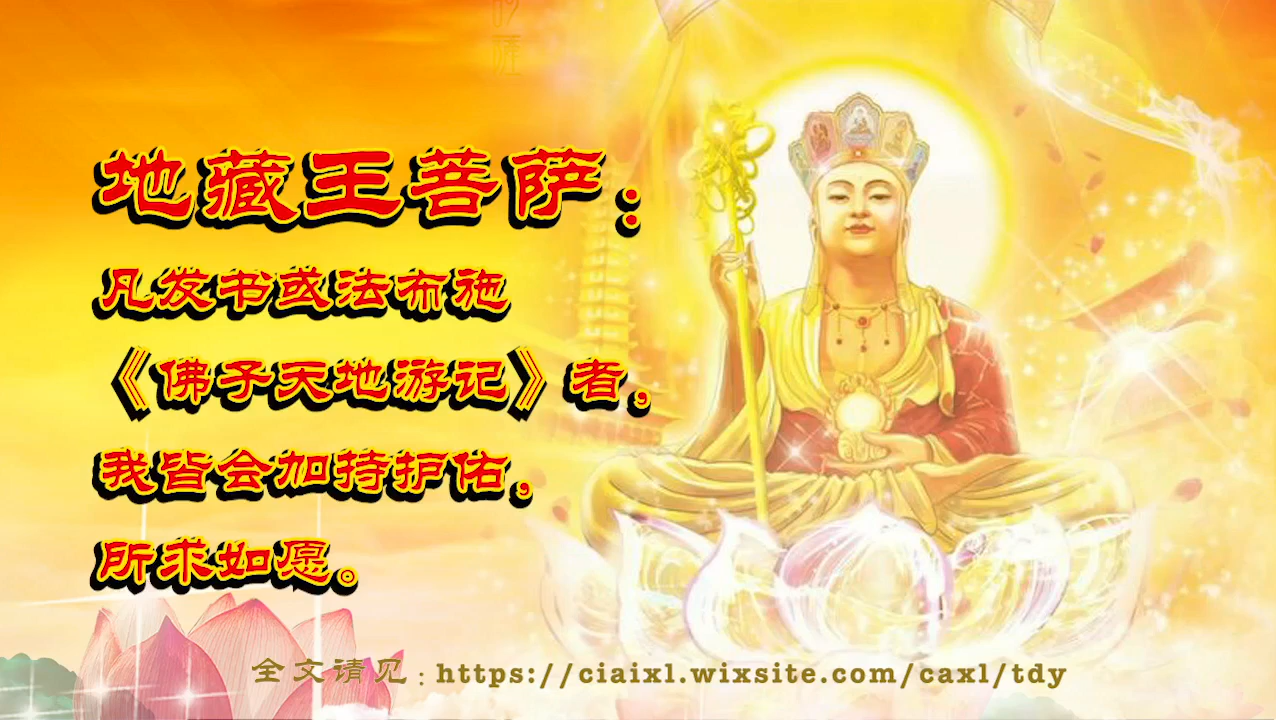 地藏王菩萨：
凡发书或法布施
《佛子天地游记》者，
我皆会加持护佑，
所求如愿。
全文请见：https://ciaixl.wixsite.com/caxl/tdy